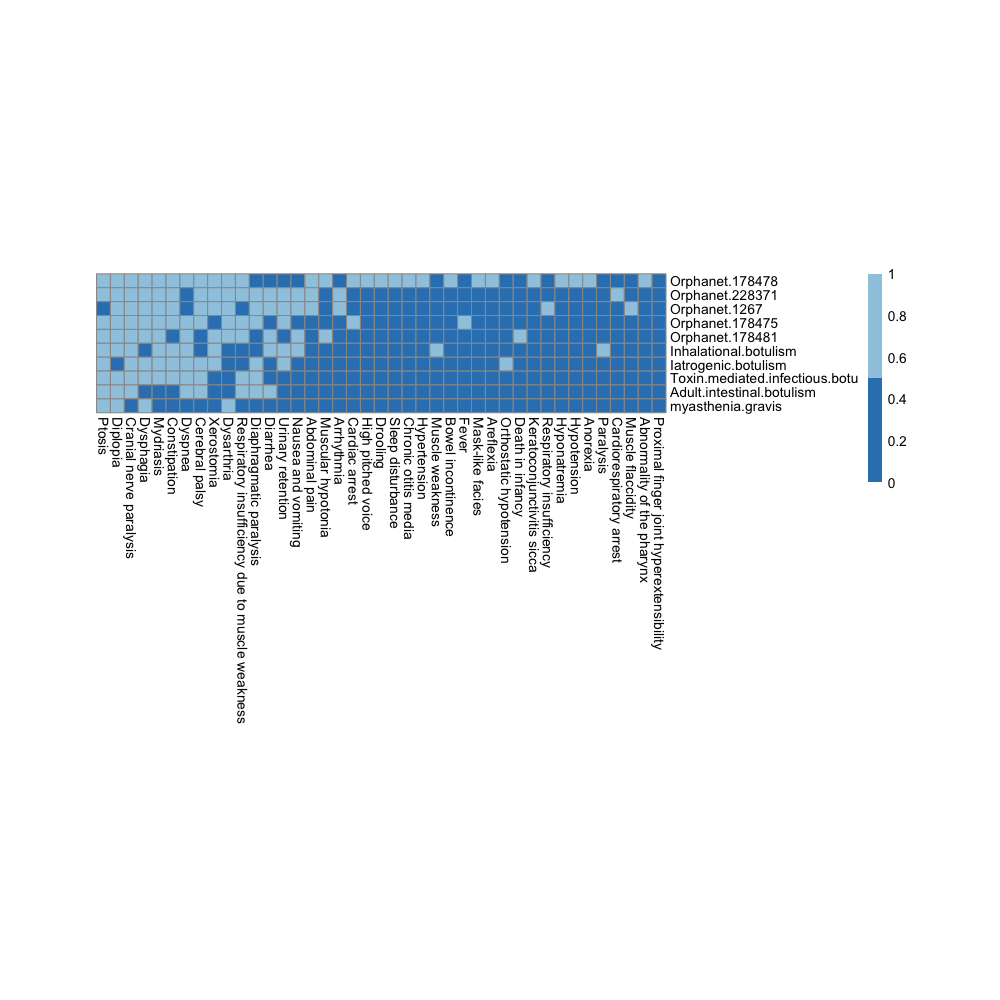 Orphanet.178478
Orphanet.228371
Orphanet.1267
Orphanet.178475
Orphanet.178481
Inhalational.botulism
Iatrogenic.botulism
Toxin.mediated.infectious.botu
Adult.intestinal.botulism
myasthenia.gravis
1
0.8
0.6
0.4
0.2
0
Ptosis
Diplopia
Cranial nerve paralysis
Dysphagia
Mydriasis
Constipation
Dyspnea
Cerebral palsy
Xerostomia
Dysarthria
Respiratory insufficiency due to muscle weakness
Diaphragmatic paralysis
Diarrhea
Urinary retention
Nausea and vomiting
Abdominal pain
Muscular hypotonia
Arrhythmia
Cardiac arrest
High pitched voice
Drooling
Sleep disturbance
Chronic otitis media
Hypertension
Muscle weakness
Bowel incontinence
Fever
Mask-like facies
Areflexia
Orthostatic hypotension
Death in infancy
Keratoconjunctivitis sicca
Respiratory insufficiency
Hyponatremia
Hypotension
Anorexia
Paralysis
Cardiorespiratory arrest
Muscle flaccidity
Abnormality of the pharynx
Proximal finger joint hyperextensibility